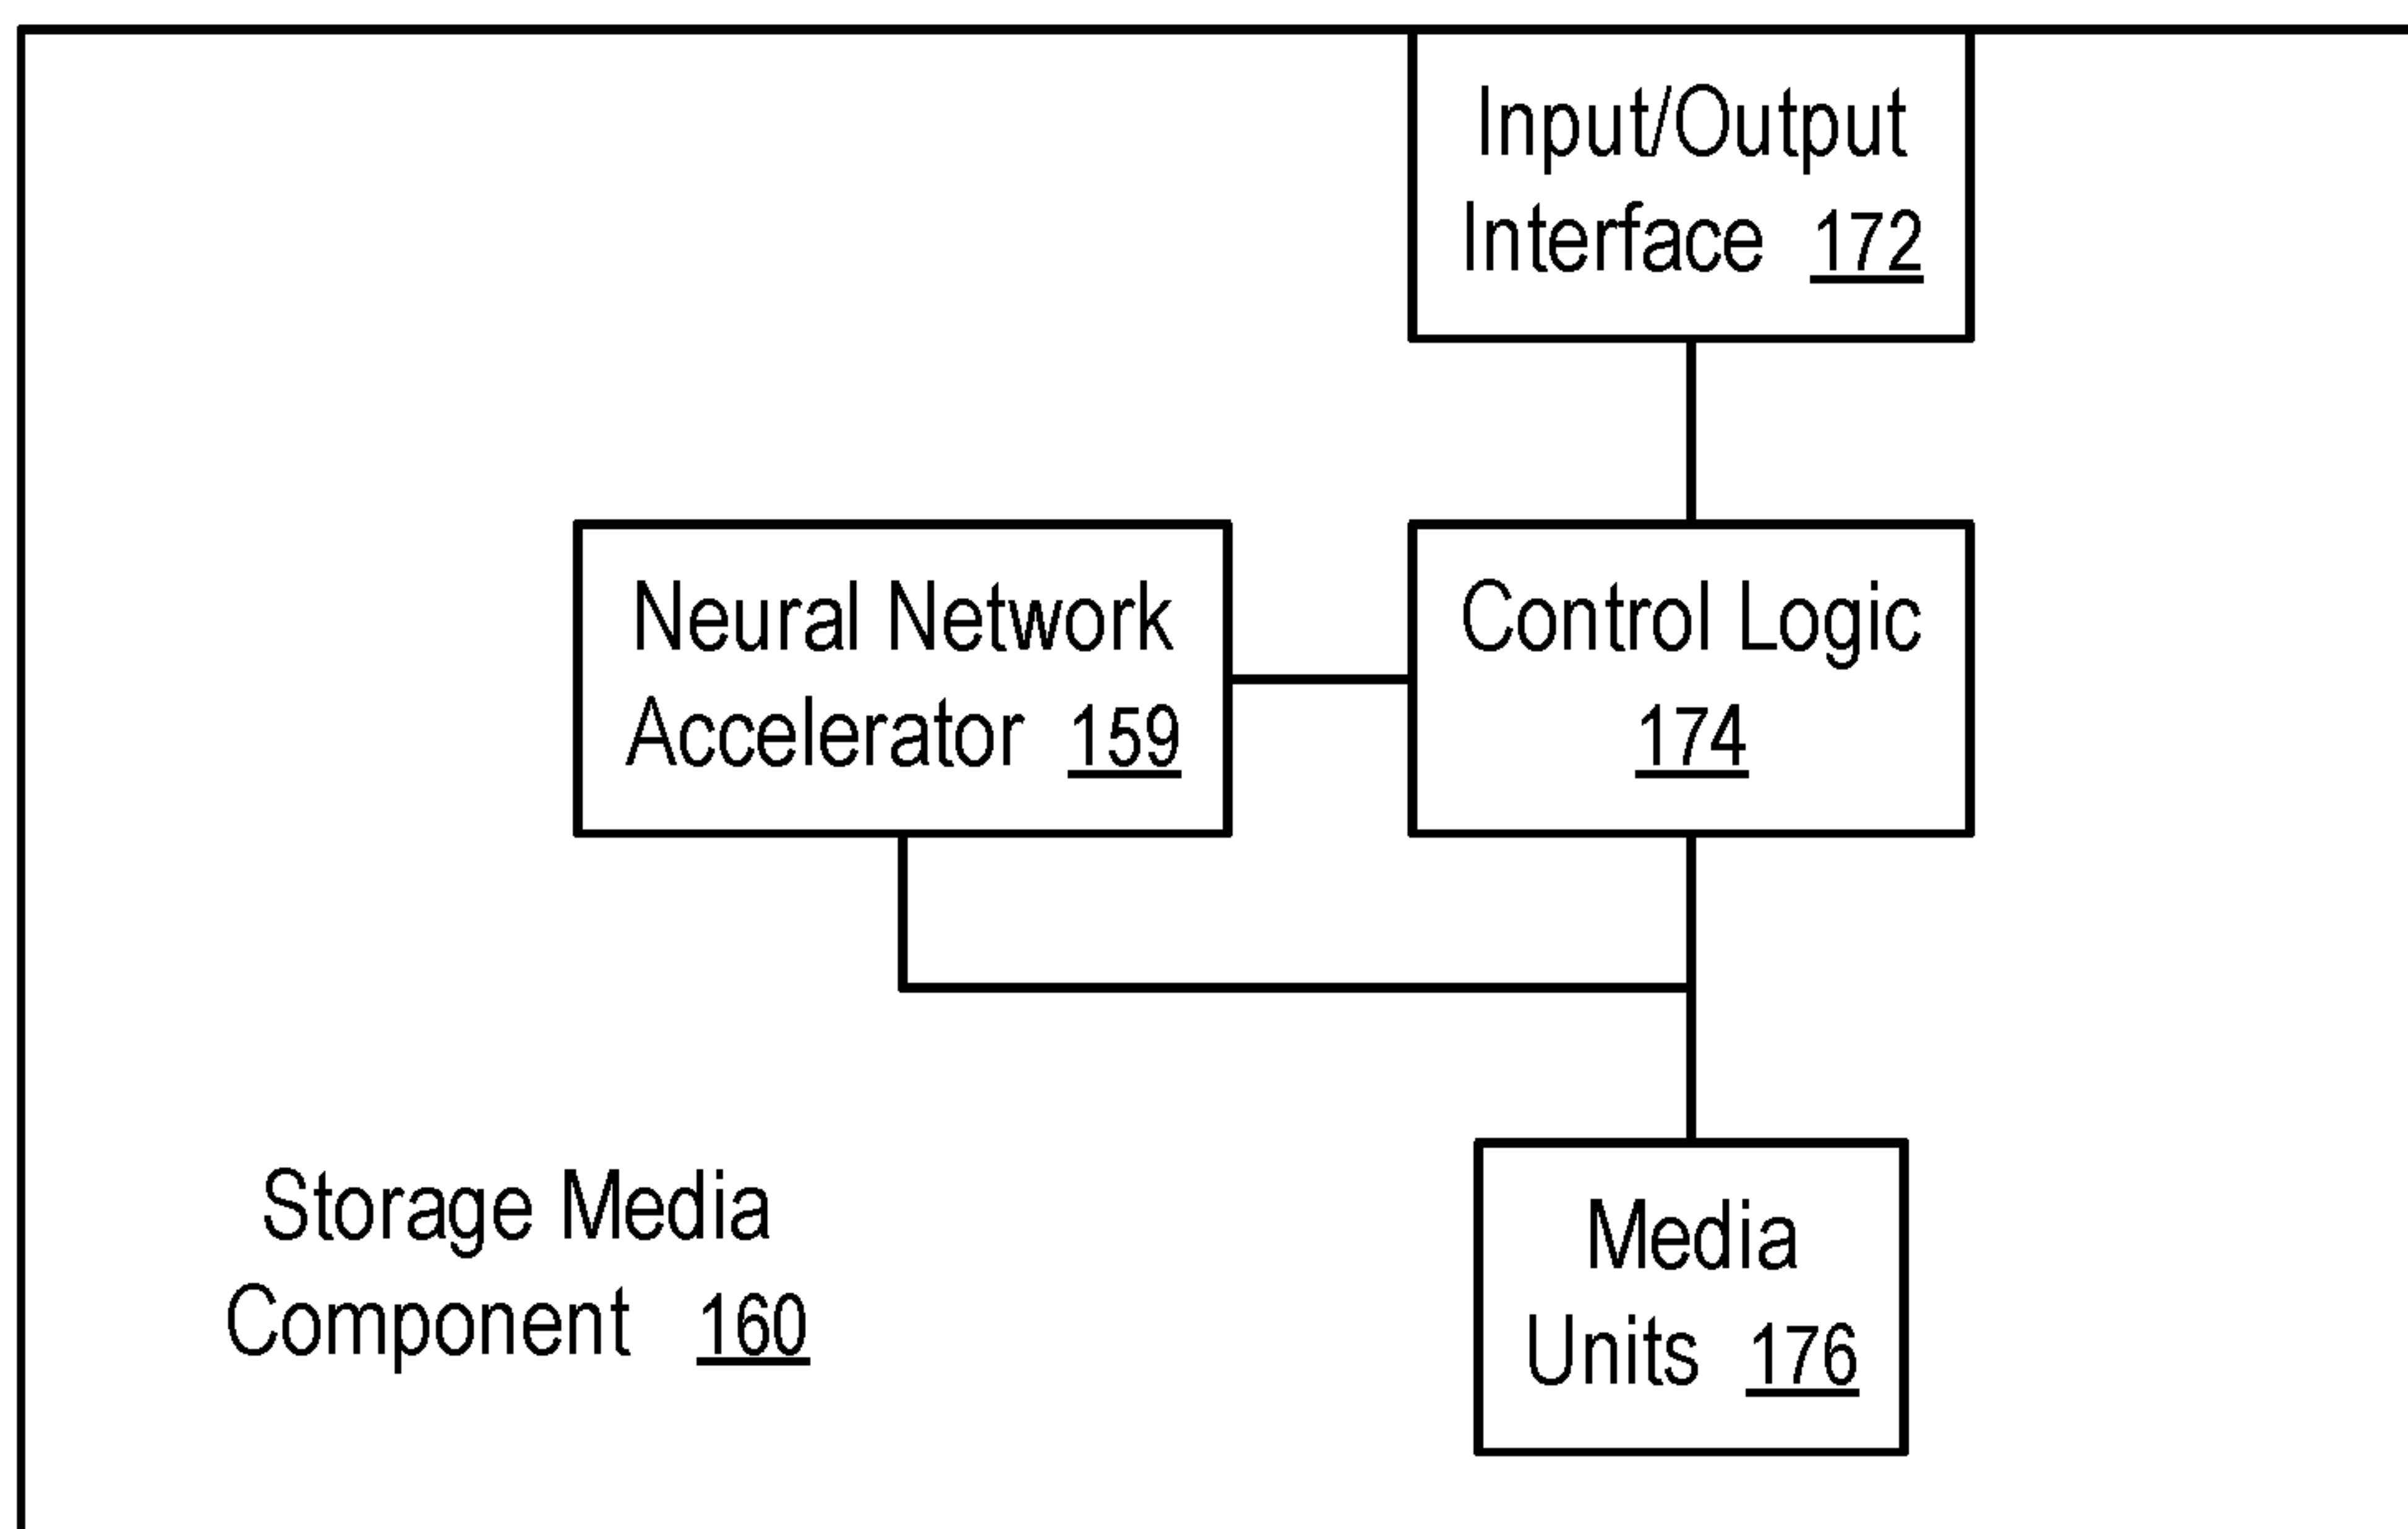 Input/Output
Interface 172
Neural Network
Accelerator 159
Control Logic
174
Storage Media
Component 160
Media
Units 176